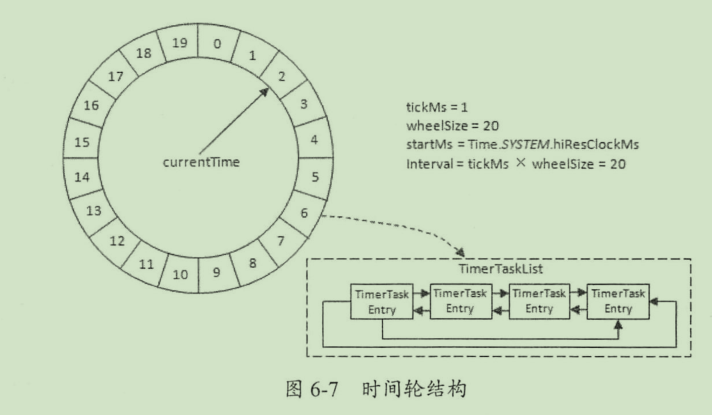 0
1
2
3
4
5
6
7
8
9
10
11
12
13
14
15
16
17
18
19
currentTime
tickMs = 1
wheelSize = 20
startMs = Time.SYSTEM.hiResClockMs
Interval = tickMs × wheelSize = 20
TimerTaskList
TimerTask
Entry
TimerTask
Entry
TimerTask
Entry
TimerTask
Entry
图 6-7 时间轮结构